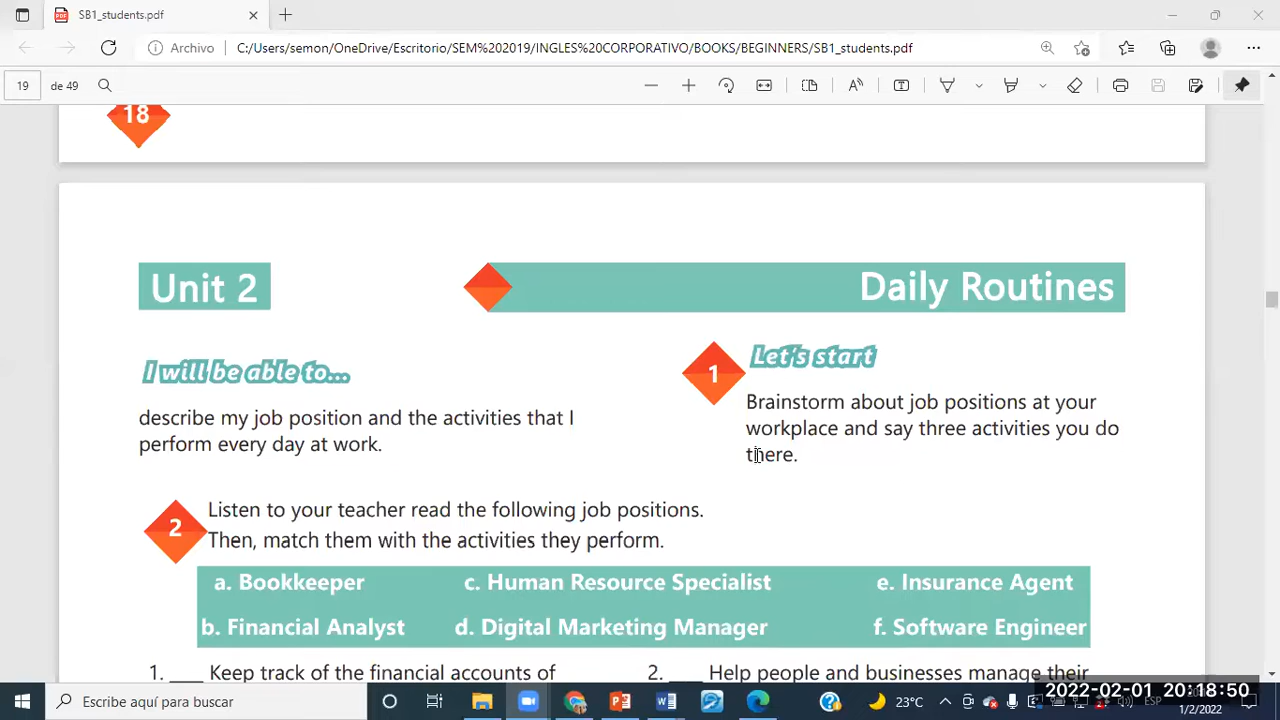 SB1_students.pdf
Archivo
C:/Users/semon/OneDrive/Escritorio/SEM%202019/INGLES%20CORPORATIVO/BOOKS/BEGINNERS/SB1_students.pdf
19 de 49
18
Unit 2
Daily Routines
I will be able to...
describe my job position and the activities that I
perform every day at work.
1
Let's start
Brainstorm about job positions at your
workplace and say three activities you do
there.
2
Listen to your teacher read the following job positions.
Then, match them with the activities they perform.
a. Bookkeeper c. Human Resource Specialist e. Insurance Agent
b. Financial Analyst d. Digital Marketing Manager f. Software Engineer
1. ____ Keep track of the financial accounts of
2. ____ Help people and businesses manage their
Escribe aquí para buscar
23°C
ESP
2022-02-01 20:18:50
1/2/2022